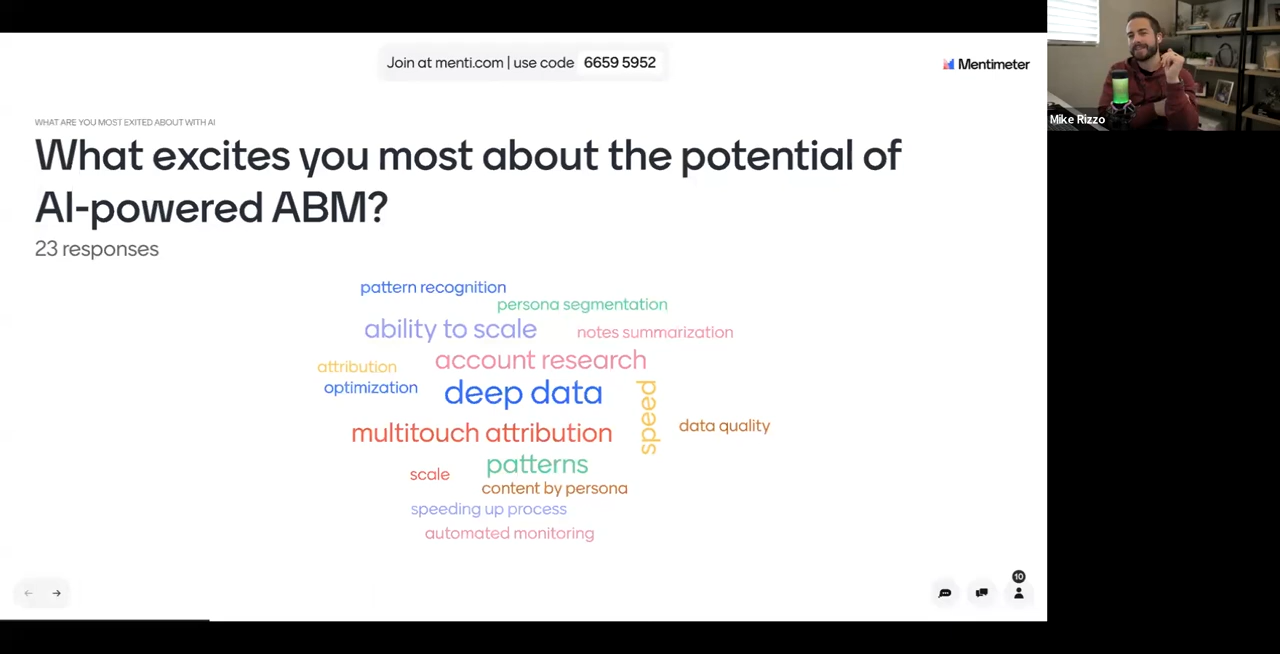 Join at menti.com | use code 6659 5952
Mentimeter
Mike Rizzo
WHAT ARE YOU MOST EXITED ABOUT WITH AI
What excites you most about the potential of
AI-powered ABM?
23 responses
pattern recognition
persona segmentation
ability to scale
notes summarization
account research
attribution
optimization
deep data
speed
data quality
multitouch attribution
patterns
scale
content by persona
speeding up process
automated monitoring
10